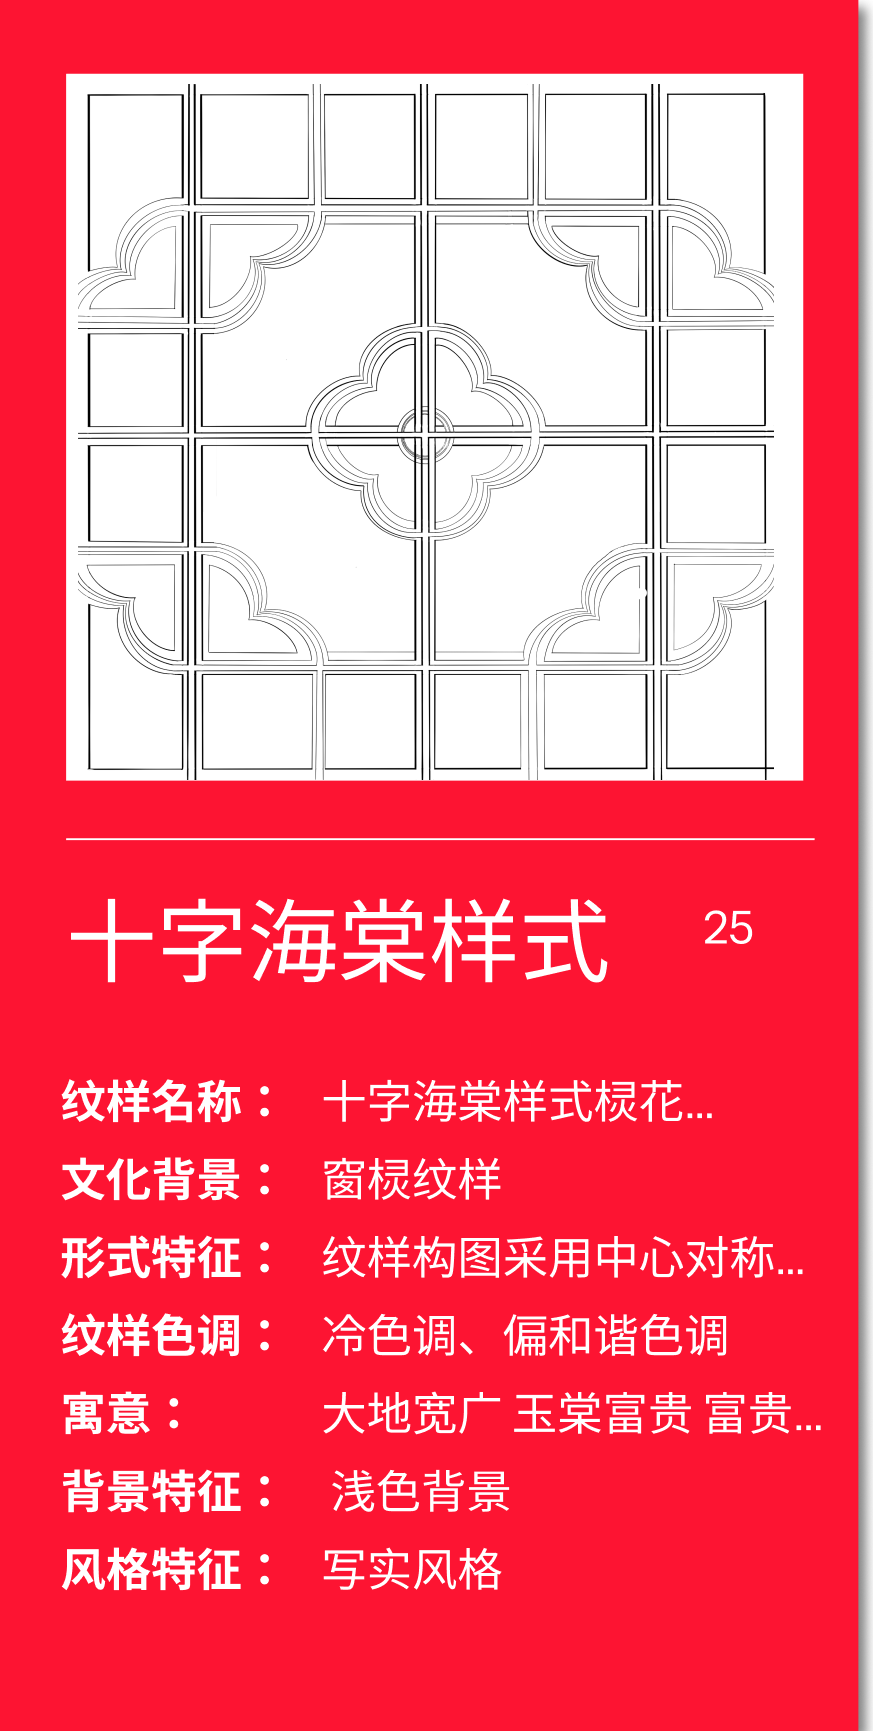 十字海棠样式 25
纹样名称： 十字海棠样式棂花...
文化背景： 窗棂纹样
形式特征： 纹样构图采用中心对称...
纹样色调： 冷色调、偏和谐色调
寓意： 大地宽广 玉棠富贵 富贵...
背景特征： 浅色背景
风格特征： 写实风格